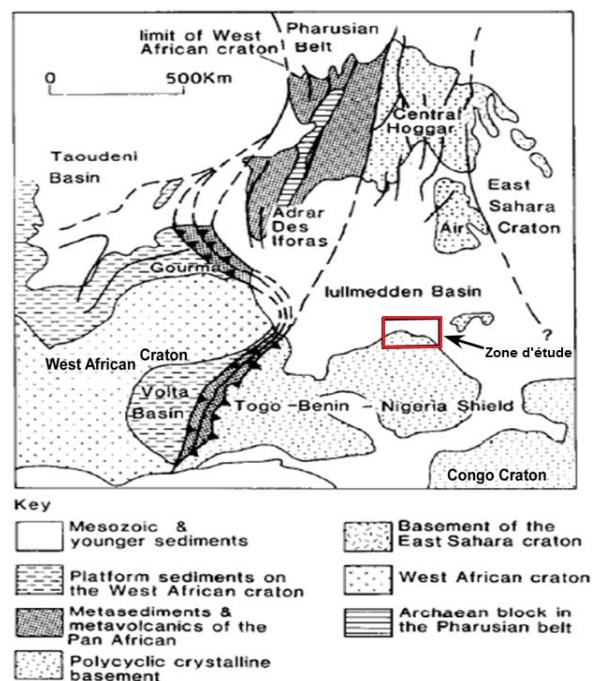 limit of West
African craton
Pharusian
Belt
0 500Km
Central
Hoggar
Taoudeni
Basin
East
Sahara
Craton
Adrar
Des
Iforas
Air
Gourma
Iullmedden Basin
?
Zone d'étude
West African Craton
Volta
Basin
Togo - Benin - Nigeria Shield
Congo Craton
Key
Mesozoic &
younger sediments
Platform sediments on
the West African craton
Metasediments &
metavolcanics of the
Pan African
Polycyclic crystalline
basement
Basement of the
East Sahara craton
West African craton
Archaean block in
the Pharusian belt